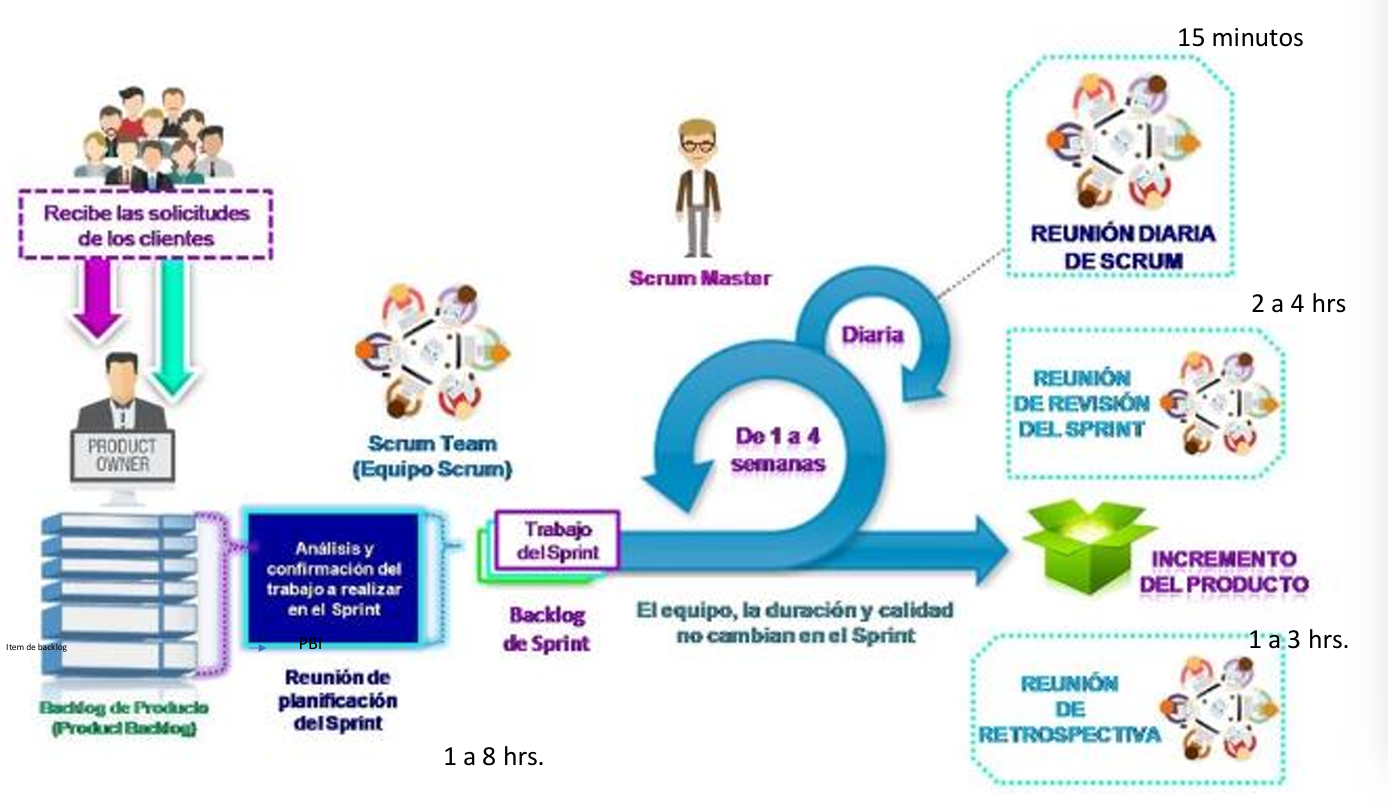 15 minutos
Recibe las solicitudes
de los clientes
REUNIÓN DIARIA
DE SCRUM
Scrum Master
2 a 4 hrs
Diaria
REUNIÓN
DE REVISIÓN
DEL SPRINT
PRODUCT
OWNER
Scrum Team
(Equipo Scrum)
De 1 a 4
semanas
Análisis y
confirmación del
trabajo a realizar
en el Sprint
Trabajo
del Sprint
INCREMENTO
DEL PRODUCTO
Backlog
de Sprint
El equipo, la duración y calidad
no cambian en el Sprint
Item de backlog
PBI
1 a 3 hrs.
Reunión de
planificación
del Sprint
Backlog de Producto
(Product Backlog)
REUNIÓN
DE
RETROSPECTIVA
1 a 8 hrs.